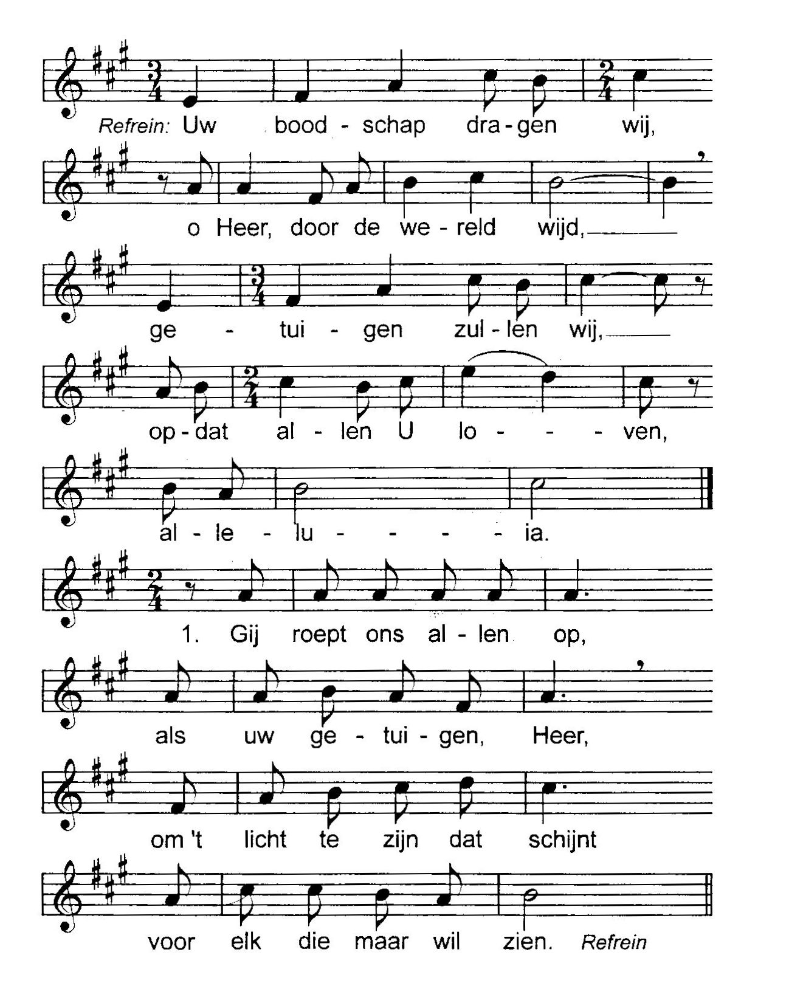 Refrein: Uw bood - schap dra - gen wij,
o Heer, door de we - reld wijd,
ge - tui - gen zul - len wij,
op - dat al - len U lo - - - ven,
al - le - lu - - - - ia.
1. Gij roept ons al - len op,
als uw ge - tui - gen, Heer,
om 't licht te zijn dat schijnt
voor elk die maar wil zien. Refrein